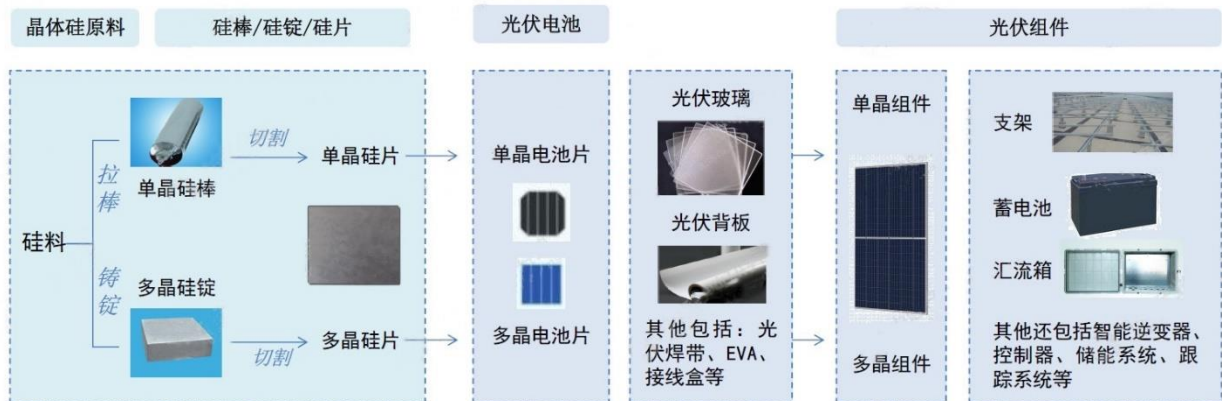 晶体硅原料
硅棒/硅锭/硅片
光伏电池
光伏组件
硅料
拉棒
铸锭
单晶硅棒
切割
单晶硅片
多晶硅锭
切割
多晶硅片
单晶电池片
多晶电池片
光伏玻璃
光伏背板
其他包括：光
伏焊带、EVA、
接线盒等
单晶组件
多晶组件
支架
蓄电池
汇流箱
其他还包括智能逆变器、
控制器、储能系统、跟
踪系统等